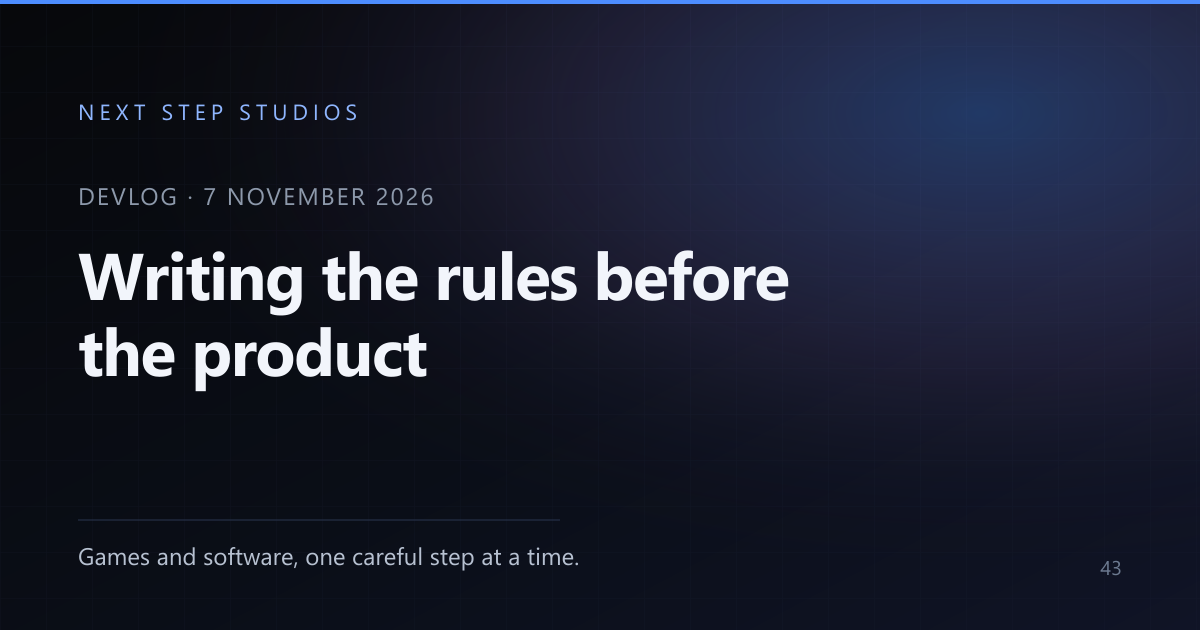 NEXT STEP STUDIOS
DEVLOG · 7 NOVEMBER 2026
Writing the rules before
the product
Games and software, one careful step at a time.
43